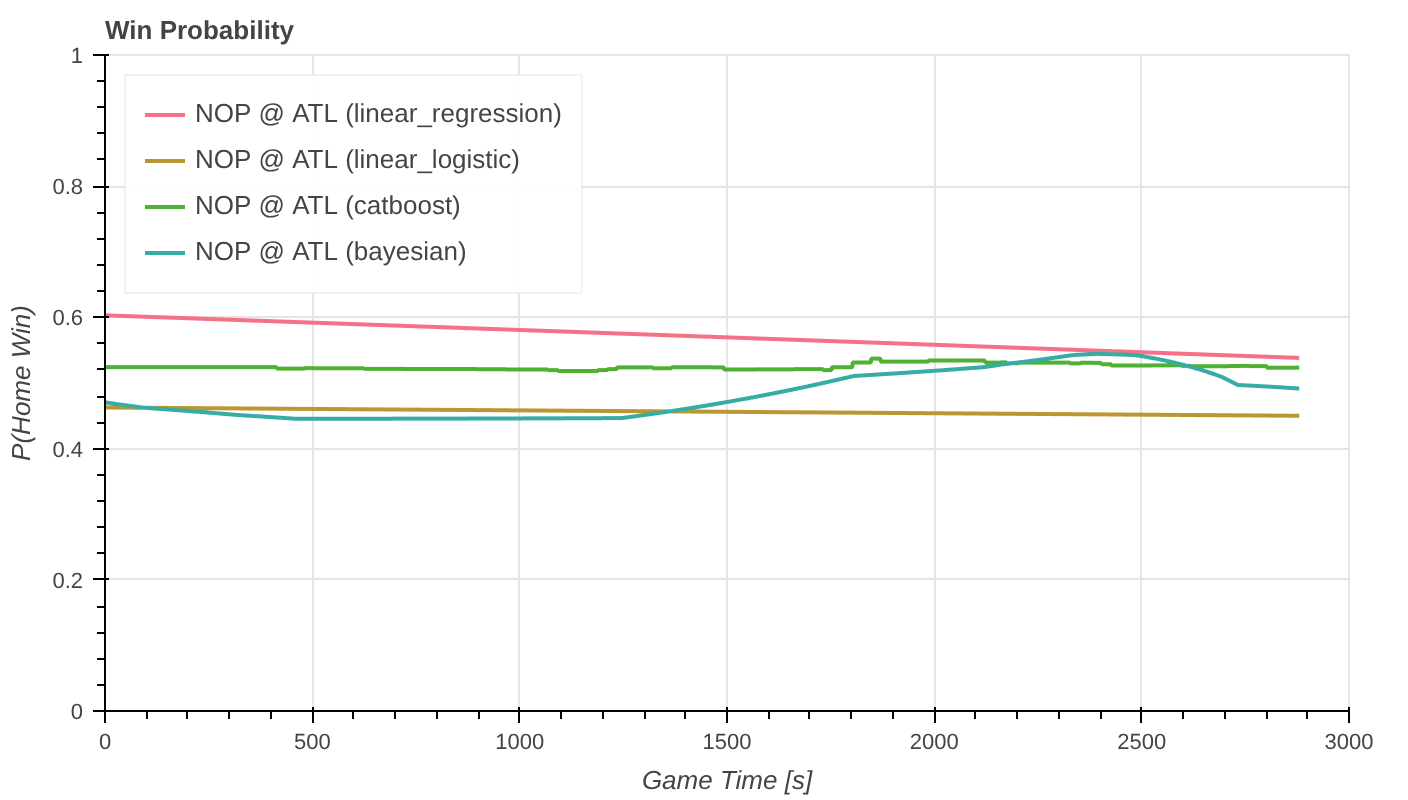 Win Probability
1
0.8
0.6
0.4
0.2
0
P(Home Win)
NOP @ ATL (linear_regression)
NOP @ ATL (linear_logistic)
NOP @ ATL (catboost)
NOP @ ATL (bayesian)
0 500 1000 1500 2000 2500 3000
Game Time [s]